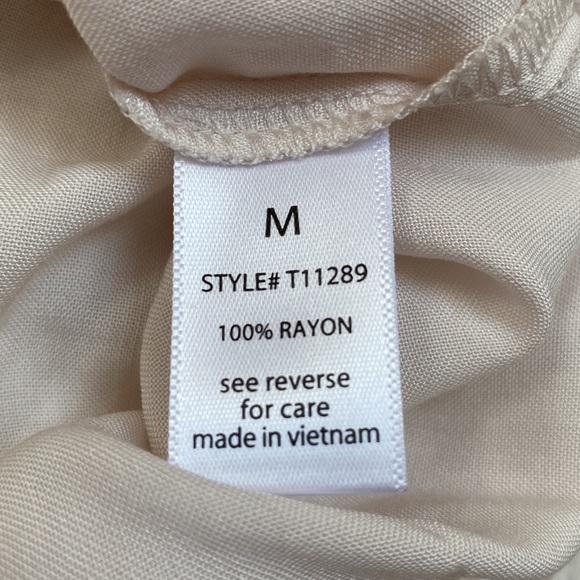 M
STYLE# T11289
100% RAYON
see reverse
for care
made in vietnam